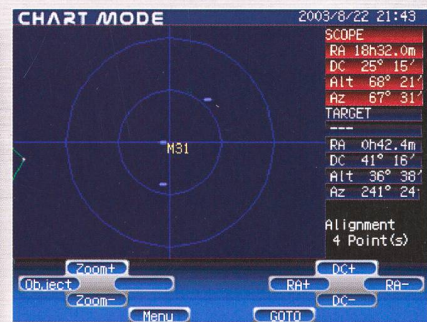 CHART MODE 2003/8/22 21:43
SCOPE
RA 18h32.0m
DC 25° 15′
Alt 68° 21′
Az 67° 31′
TARGET
---
RA 0h42.4m
DC 41° 16′
Alt 36° 38′
Az 241° 24′
M31
Alignment
4 Point(s)
Zoom+ DC+
Object RA+ RA-
Zoom- DC-
Menu GOTO